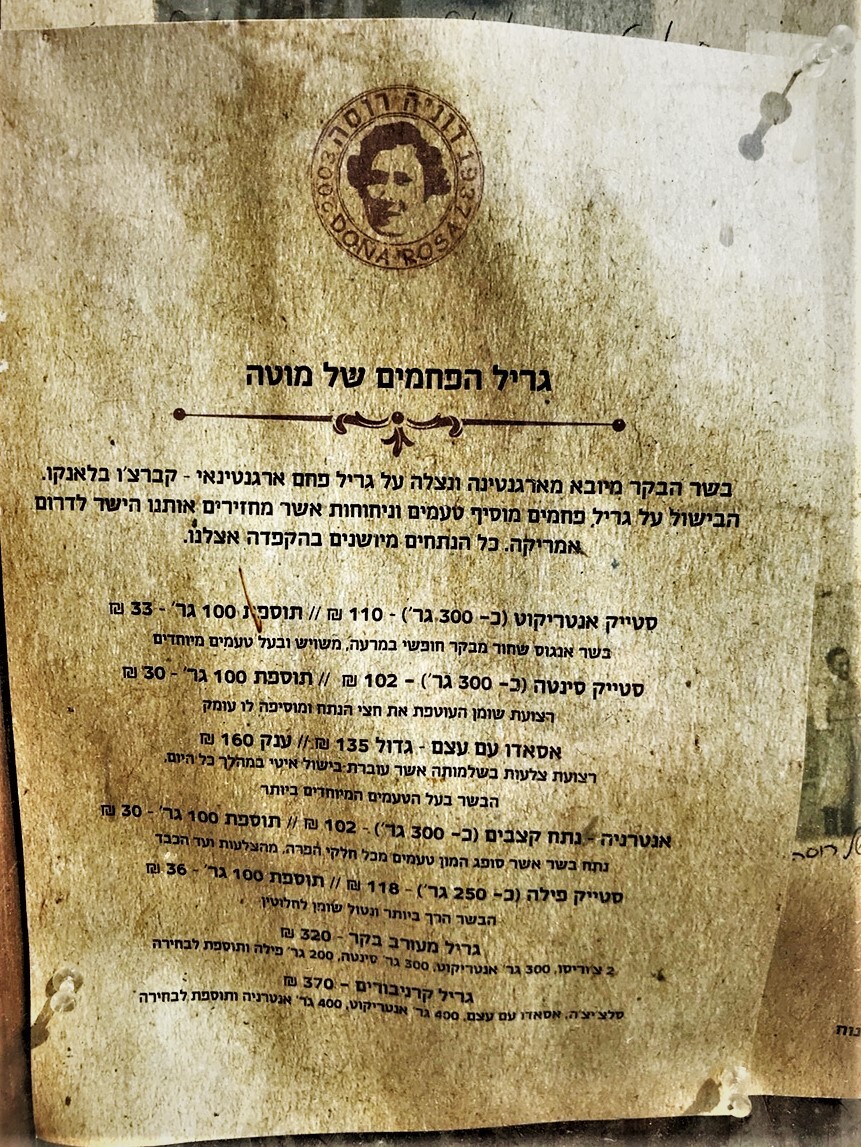 דוניה רוסה
2003
1937
DOÑA ROSA
גריל הפחמים של מוטה
בשר הבקר מיובא מארגנטינה ונצלה על גריל פחם ארגנטינאי - קברצ'ו בלאנקו.
הבישול על גריל פחמים מוסיף טעמים וניחוחות אשר מחזירים אותנו הישר לדרום
אמריקה. כל הנתחים מיושנים בהקפדה אצלנו.
סטייק אנטריקוט (כ- 300 גר') - 110 ₪ // תוספת 100 גר' - 33 ₪
בשר אנגוס שחור מבקר חופשי במרעה, משויש ובעל טעמים מיוחדים
סטייק סינטה (כ- 300 גר') - 102 ₪ // תוספת 100 גר' - 30 ₪
רצועת שומן העוטפת את חצי הנתח ומוסיפה לו עומק
אסאדו עם עצם - גדול 135 ₪ // ענק 160 ₪
רצועת צלעות בשלמותה אשר עוברת בישול איטי במהלך כל היום.
הבשר בעל הטעמים המיוחדים ביותר
אנטרניה - נתח קצבים (כ- 300 גר') - 102 ₪ // תוספת 100 גר' - 30 ₪
נתח בשר אשר סופג המון טעמים מכל חלקי הפרה, מהצלעות ועד הכבד
סטייק פילה (כ- 250 גר') - 118 ₪ // תוספת 100 גר' - 36 ₪
הבשר הרך ביותר ונטול שומן לחלוטין
גריל מעורב בקר - 320 ₪
2 צ'וריסו, 300 גר' אנטריקוט, 300 גר' סינטה, 200 גר' פילה ותוספת לבחירה
גריל קרניבורים - 370 ₪
סלצ'יצ'ה, אסאדו עם עצם, 400 גר' אנטריקוט, 400 גר' אנטרניה ותוספת לבחירה
של רוסה